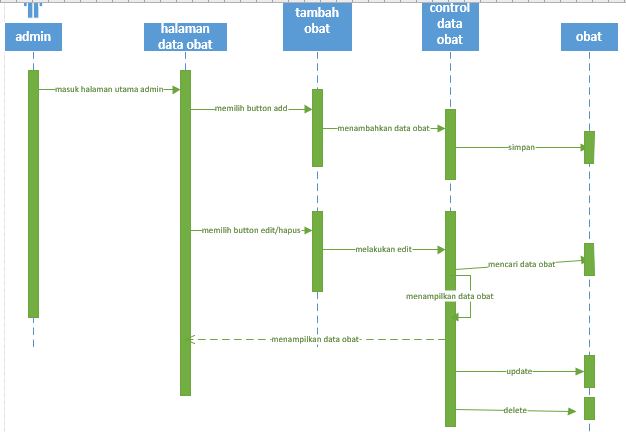 admin
halaman
data obat
tambah
obat
control
data
obat
obat
masuk halaman utama admin
memilih button add
menambahkan data obat
simpan
memilih button edit/hapus
melakukan edit
mencari data obat
menampilkan data obat
menampilkan data obat
update
delete